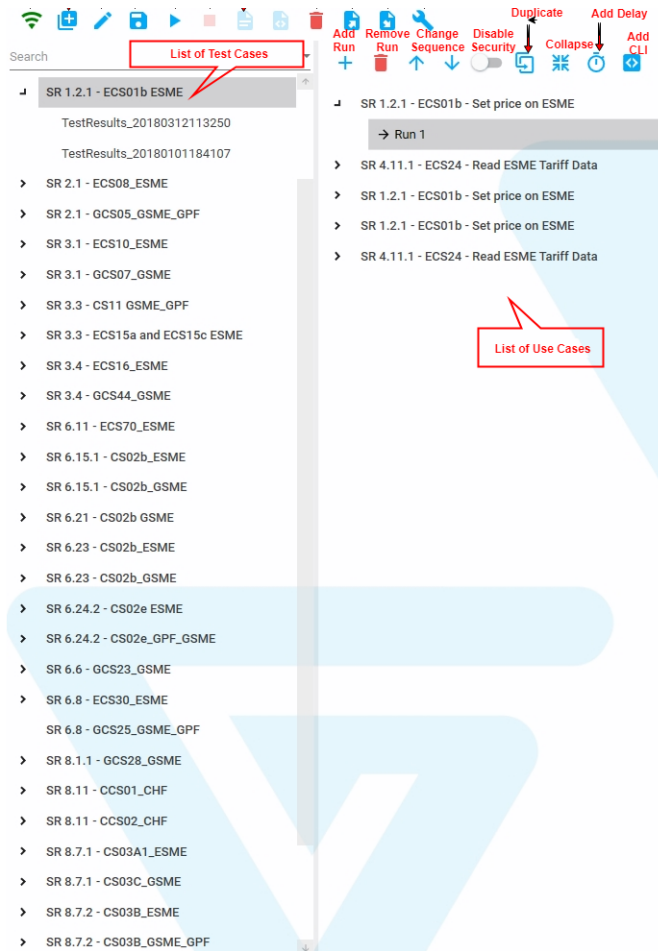 Duplicate
Add Delay
Add Run
Remove Run
Change Sequence
Disable Security
Collapse
Add CLI
Search
List of Test Cases
SR 1.2.1 - ECS01b ESME
TestResults_20180312113250
TestResults_20180101184107
SR 2.1 - ECS08_ESME
SR 2.1 - GCS05_GSME_GPF
SR 3.1 - ECS10_ESME
SR 3.1 - GCS07_GSME
SR 3.3 - CS11 GSME_GPF
SR 3.3 - ECS15a and ECS15c ESME
SR 3.4 - ECS16_ESME
SR 3.4 - GCS44_GSME
SR 6.11 - ECS70_ESME
SR 6.15.1 - CS02b_ESME
SR 6.15.1 - CS02b_GSME
SR 6.21 - CS02b GSME
SR 6.23 - CS02b_ESME
SR 6.23 - CS02b_GSME
SR 6.24.2 - CS02e ESME
SR 6.24.2 - CS02e_GPF_GSME
SR 6.6 - GCS23_GSME
SR 6.8 - ECS30_ESME
SR 6.8 - GCS25_GSME_GPF
SR 8.1.1 - GCS28_GSME
SR 8.11 - CCS01_CHF
SR 8.11 - CCS02_CHF
SR 8.7.1 - CS03A1_ESME
SR 8.7.1 - CS03C_GSME
SR 8.7.2 - CS03B_ESME
SR 8.7.2 - CS03B_GSME_GPF
SR 1.2.1 - ECS01b - Set price on ESME
Run 1
SR 4.11.1 - ECS24 - Read ESME Tariff Data
SR 1.2.1 - ECS01b - Set price on ESME
SR 1.2.1 - ECS01b - Set price on ESME
SR 4.11.1 - ECS24 - Read ESME Tariff Data
List of Use Cases